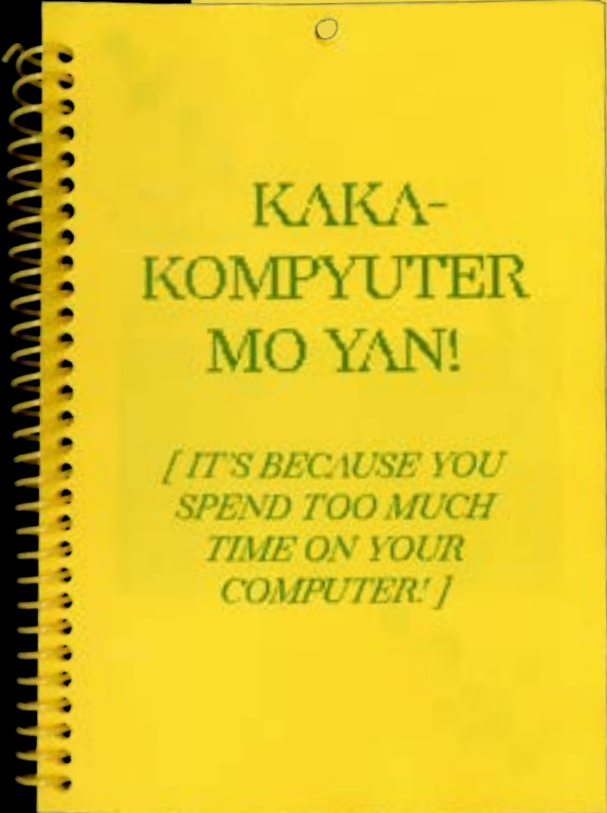 KAKA-
KOMPYUTER
MO YAN!
[ IT'S BECAUSE YOU
SPEND TOO MUCH
TIME ON YOUR
COMPUTER! ]